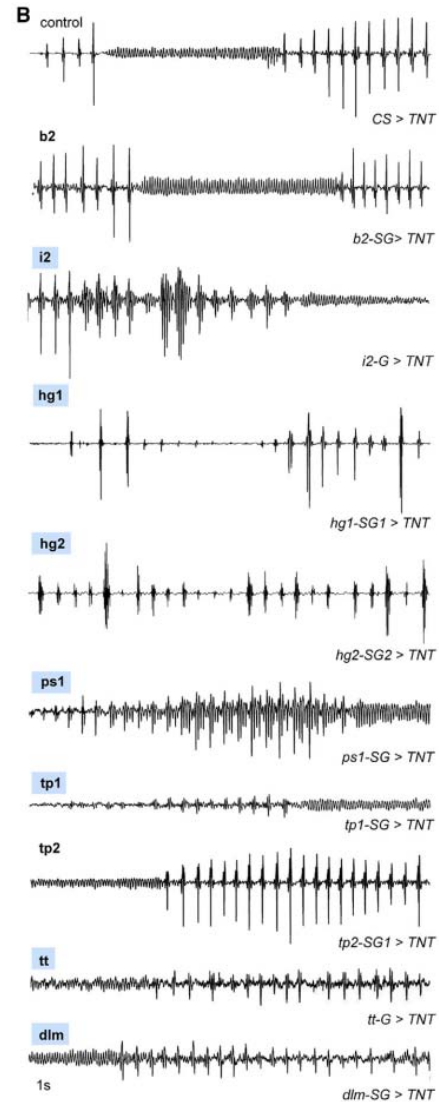 B
control
CS > TNT
b2
b2-SG> TNT
i2
i2-G > TNT
hg1
hg1-SG1 > TNT
hg2
hg2-SG2 > TNT
ps1
ps1-SG > TNT
tp1
tp1-SG > TNT
tp2
tp2-SG1 > TNT
tt
tt-G > TNT
dlm
1s
dlm-SG > TNT